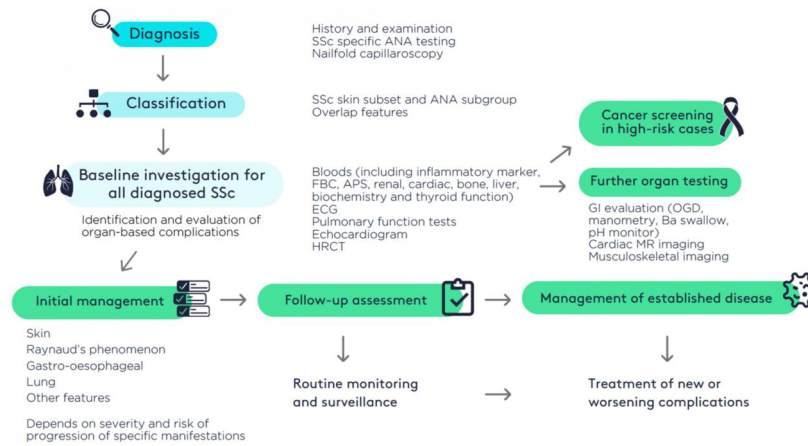 Diagnosis
History and examination
SSc specific ANA testing
Nailfold capillaroscopy
Classification
SSc skin subset and ANA subgroup
Overlap features
Cancer screening
in high-risk cases
Baseline investigation for
all diagnosed SSc
Identification and evaluation of
organ-based complications
Bloods (including inflammatory marker,
FBC, APS, renal, cardiac, bone, liver,
biochemistry and thyroid function)
ECG
Pulmonary function tests
Echocardiogram
HRCT
Further organ testing
GI evaluation (OGD,
manometry, Ba swallow,
pH monitor)
Cardiac MR imaging
Musculoskeletal imaging
Initial management
Skin
Raynaud's phenomenon
Gastro-oesophageal
Lung
Other features
Depends on severity and risk of
progression of specific manifestations
Follow-up assessment
Routine monitoring
and surveillance
Management of established disease
Treatment of new or
worsening complications